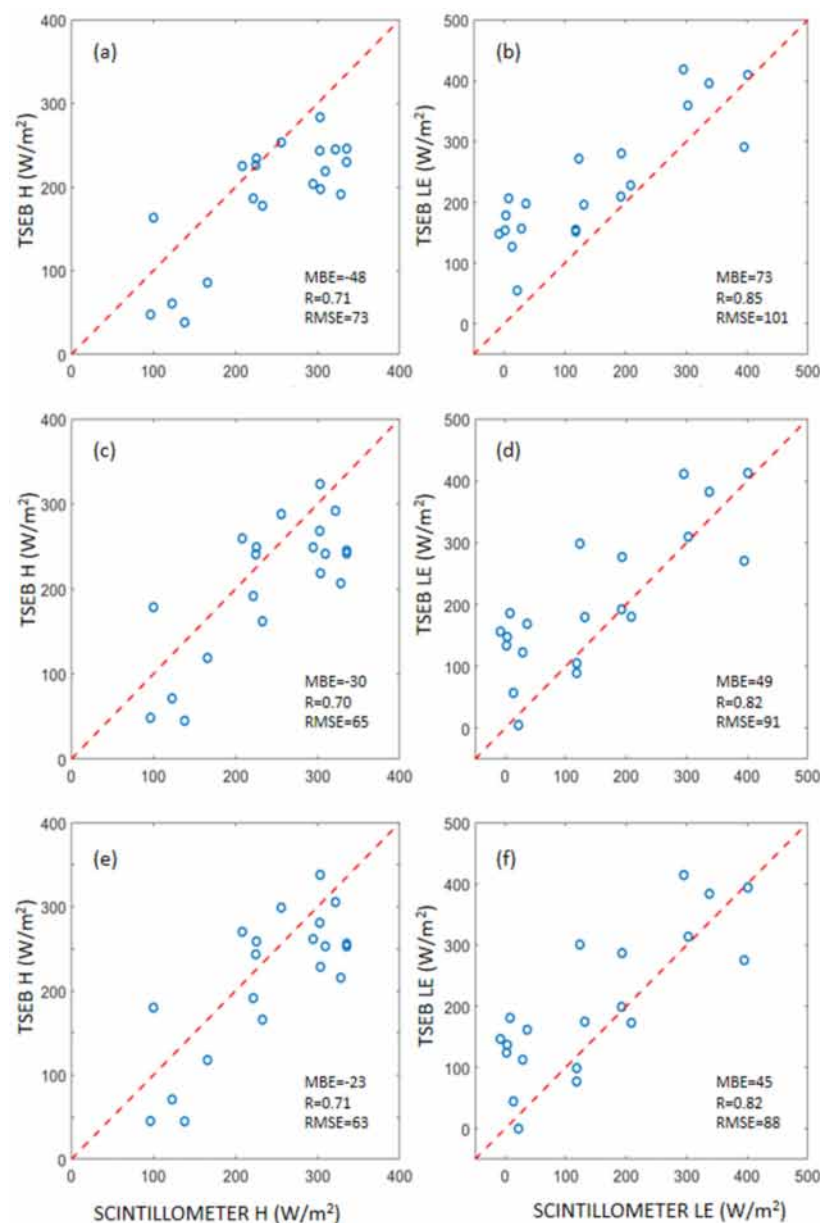 (a)
TSEB H (W/m²)
400
300
200
100
0
0 100 200 300 400
MBE=-48
R=0.71
RMSE=73
(b)
TSEB LE (W/m²)
500
400
300
200
100
0
0 100 200 300 400 500
MBE=73
R=0.85
RMSE=101
(c)
TSEB H (W/m²)
400
300
200
100
0
0 100 200 300 400
MBE=-30
R=0.70
RMSE=65
(d)
TSEB LE (W/m²)
500
400
300
200
100
0
0 100 200 300 400 500
MBE=49
R=0.82
RMSE=91
(e)
TSEB H (W/m²)
400
300
200
100
0
0 100 200 300 400
MBE=-23
R=0.71
RMSE=63
SCINTILLOMETER H (W/m²)
(f)
TSEB LE (W/m²)
500
400
300
200
100
0
0 100 200 300 400 500
MBE=45
R=0.82
RMSE=88
SCINTILLOMETER LE (W/m²)